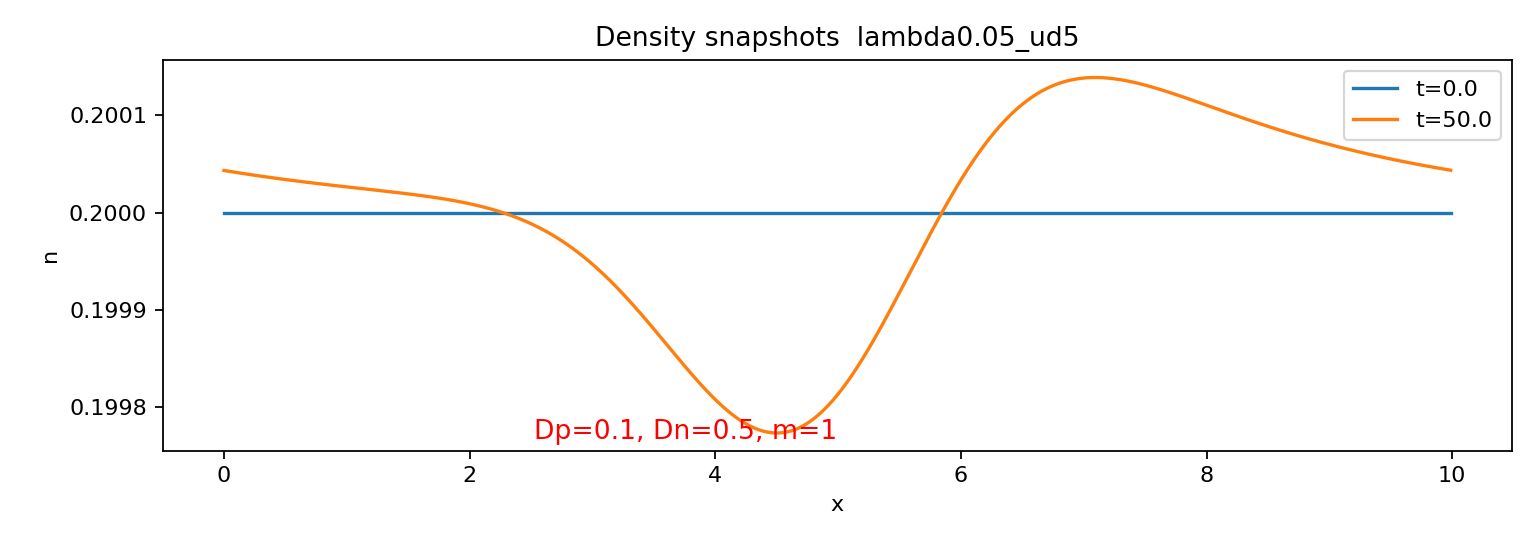 Density snapshots  lambda0.05_ud5
t=0.0
t=50.0
n
0.2001
0.2000
0.1999
0.1998
Dp=0.1, Dn=0.5, m=1
0 2 4 6 8 10
x